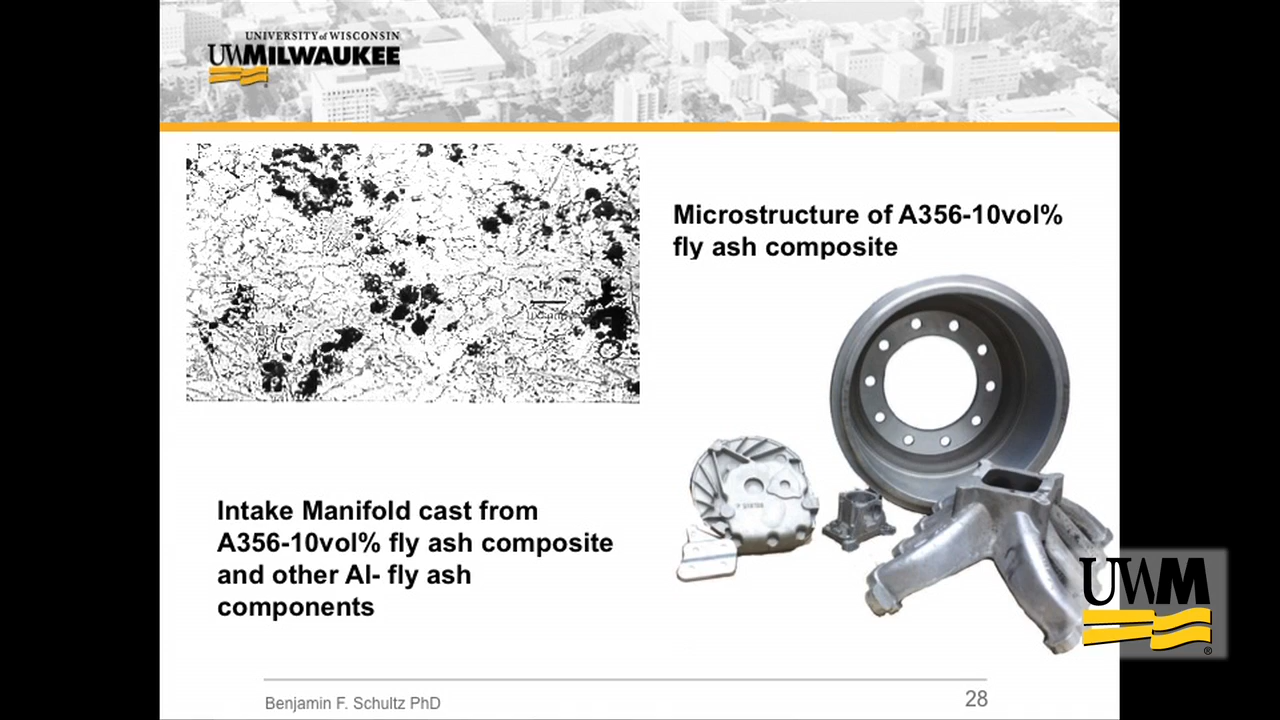 UNIVERSITY of WISCONSIN
UWMILWAUKEE
Microstructure of A356-10vol%
fly ash composite
Intake Manifold cast from
A356-10vol% fly ash composite
and other Al- fly ash
components
UWM
®
Benjamin F. Schultz PhD
28